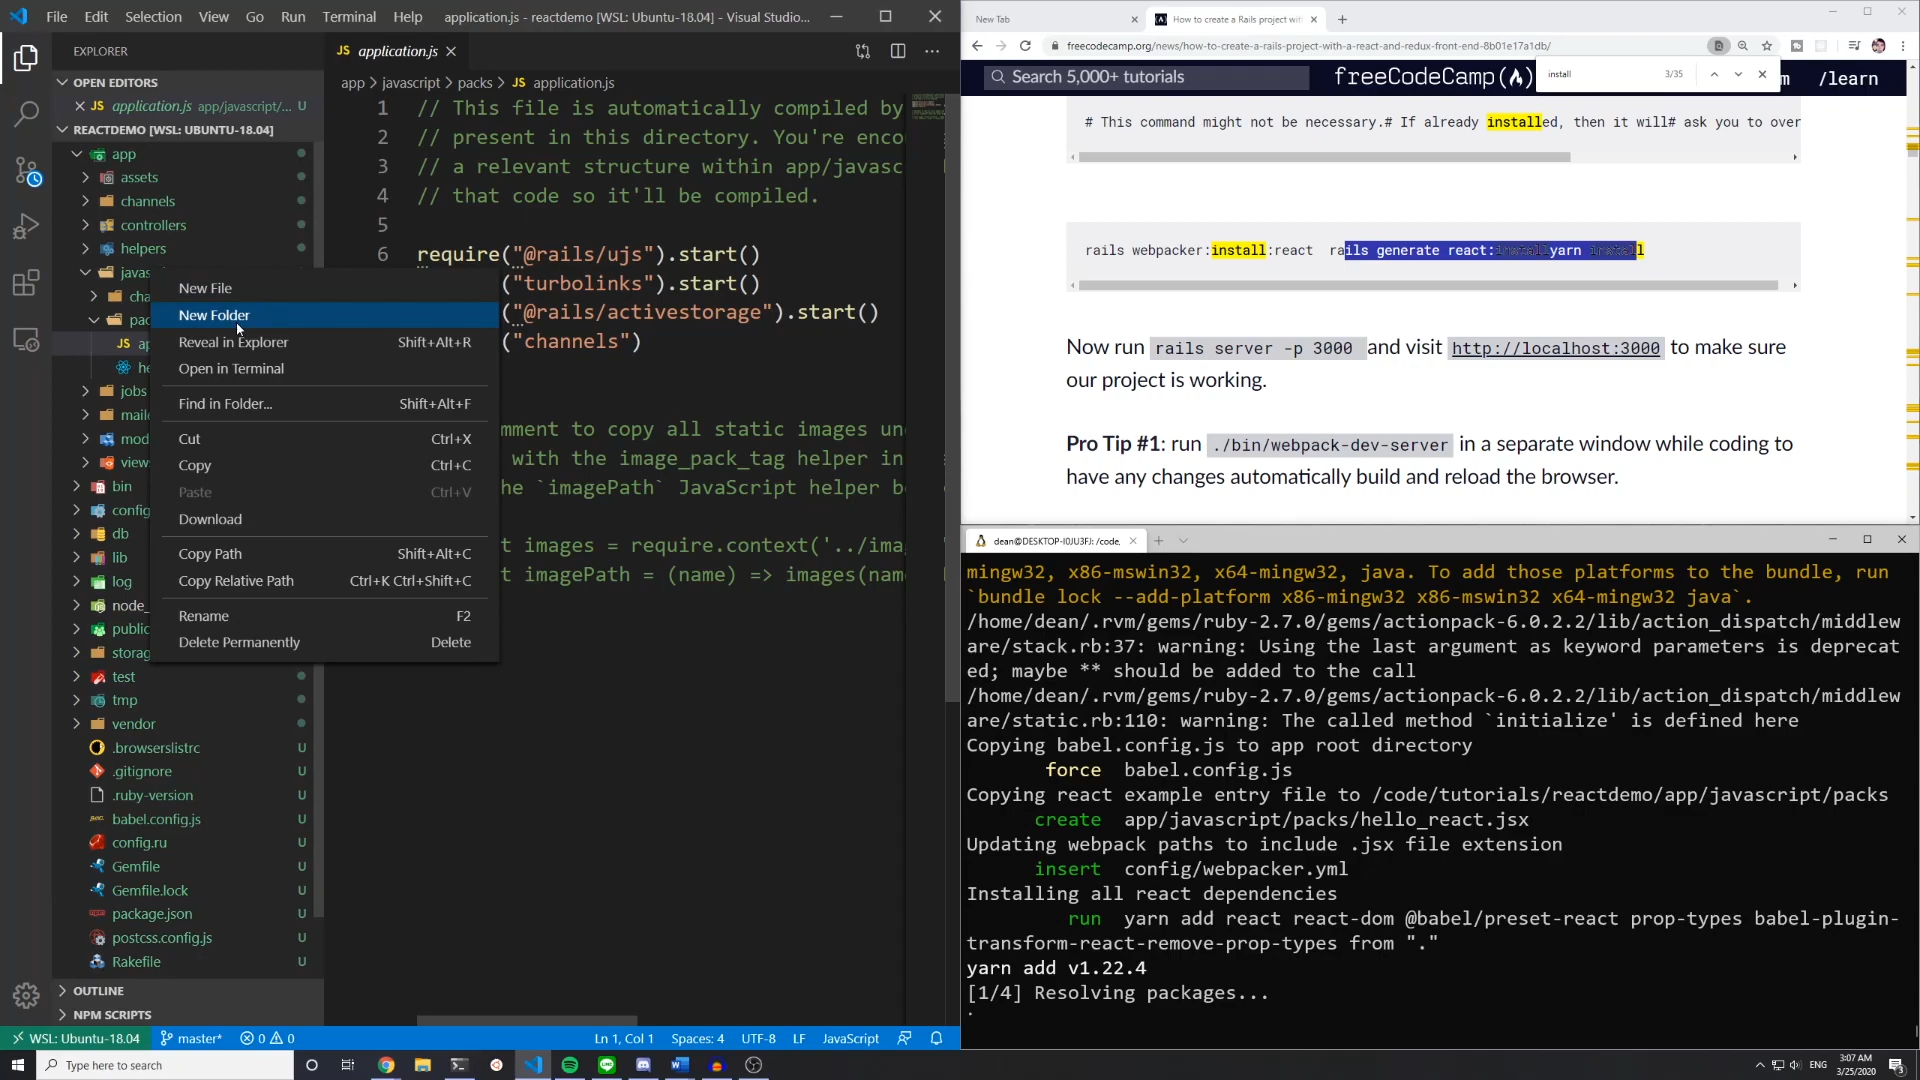 File Edit Selection View Go Run Terminal Help application.js - reactdemo [WSL: Ubuntu-18.04] - Visual Studio...
EXPLORER
OPEN EDITORS
JS application.js app/javascript/... U
REACTDEMO [WSL: UBUNTU-18.04]
app
assets
channels
controllers
helpers
javas
cha
pac
JS ap
he
jobs
maile
mod
views
bin
config
db
lib
log
node_
public
storag
test
tmp
vendor
.browserslistrc U
.gitignore U
.ruby-version U
babel.config.js U
config.ru U
Gemfile U
Gemfile.lock U
package.json U
postcss.config.js U
Rakefile U
OUTLINE
NPM SCRIPTS
New File
New Folder
Reveal in Explorer Shift+Alt+R
Open in Terminal
Find in Folder... Shift+Alt+F
Cut Ctrl+X
Copy Ctrl+C
Paste Ctrl+V
Download
Copy Path Shift+Alt+C
Copy Relative Path Ctrl+K Ctrl+Shift+C
Rename F2
Delete Permanently Delete
JS application.js
app > javascript > packs > JS application.js
1 // This file is automatically compiled by
2 // present in this directory. You're enco
3 // a relevant structure within app/javasc
4 // that code so it'll be compiled.
5
6 require("@rails/ujs").start()
("turbolinks").start()
("@rails/activestorage").start()
("channels")
mment to copy all static images un
with the image_pack_tag helper in
he `imagePath` JavaScript helper b
t images = require.context('../ima
t imagePath = (name) => images(nam
WSL: Ubuntu-18.04 master* 0 0 Ln 1, Col 1 Spaces: 4 UTF-8 LF JavaScript
New Tab How to create a Rails project wit
freecodecamp.org/news/how-to-create-a-rails-project-with-a-react-and-redux-front-end-8b01e17a1db/
install 3/35
Search 5,000+ tutorials freeCodeCamp m /learn
# This command might not be necessary.# If already installed, then it will# ask you to over
rails webpacker:install:react rails generate react:installyarn install
Now run rails server -p 3000 and visit http://localhost:3000 to make sure
our project is working.
Pro Tip #1: run ./bin/webpack-dev-server in a separate window while coding to
have any changes automatically build and reload the browser.
dean@DESKTOP-I0JU3FJ: /code,
mingw32, x86-mswin32, x64-mingw32, java. To add those platforms to the bundle, run
`bundle lock --add-platform x86-mingw32 x86-mswin32 x64-mingw32 java`.
/home/dean/.rvm/gems/ruby-2.7.0/gems/actionpack-6.0.2.2/lib/action_dispatch/middlew
are/stack.rb:37: warning: Using the last argument as keyword parameters is deprecat
ed; maybe ** should be added to the call
/home/dean/.rvm/gems/ruby-2.7.0/gems/actionpack-6.0.2.2/lib/action_dispatch/middlew
are/static.rb:110: warning: The called method `initialize' is defined here
Copying babel.config.js to app root directory
force babel.config.js
Copying react example entry file to /code/tutorials/reactdemo/app/javascript/packs
create app/javascript/packs/hello_react.jsx
Updating webpack paths to include .jsx file extension
insert config/webpacker.yml
Installing all react dependencies
run yarn add react react-dom @babel/preset-react prop-types babel-plugin-
transform-react-remove-prop-types from "."
yarn add v1.22.4
[1/4] Resolving packages...
Type here to search
ENG 3:07 AM
3/25/2020